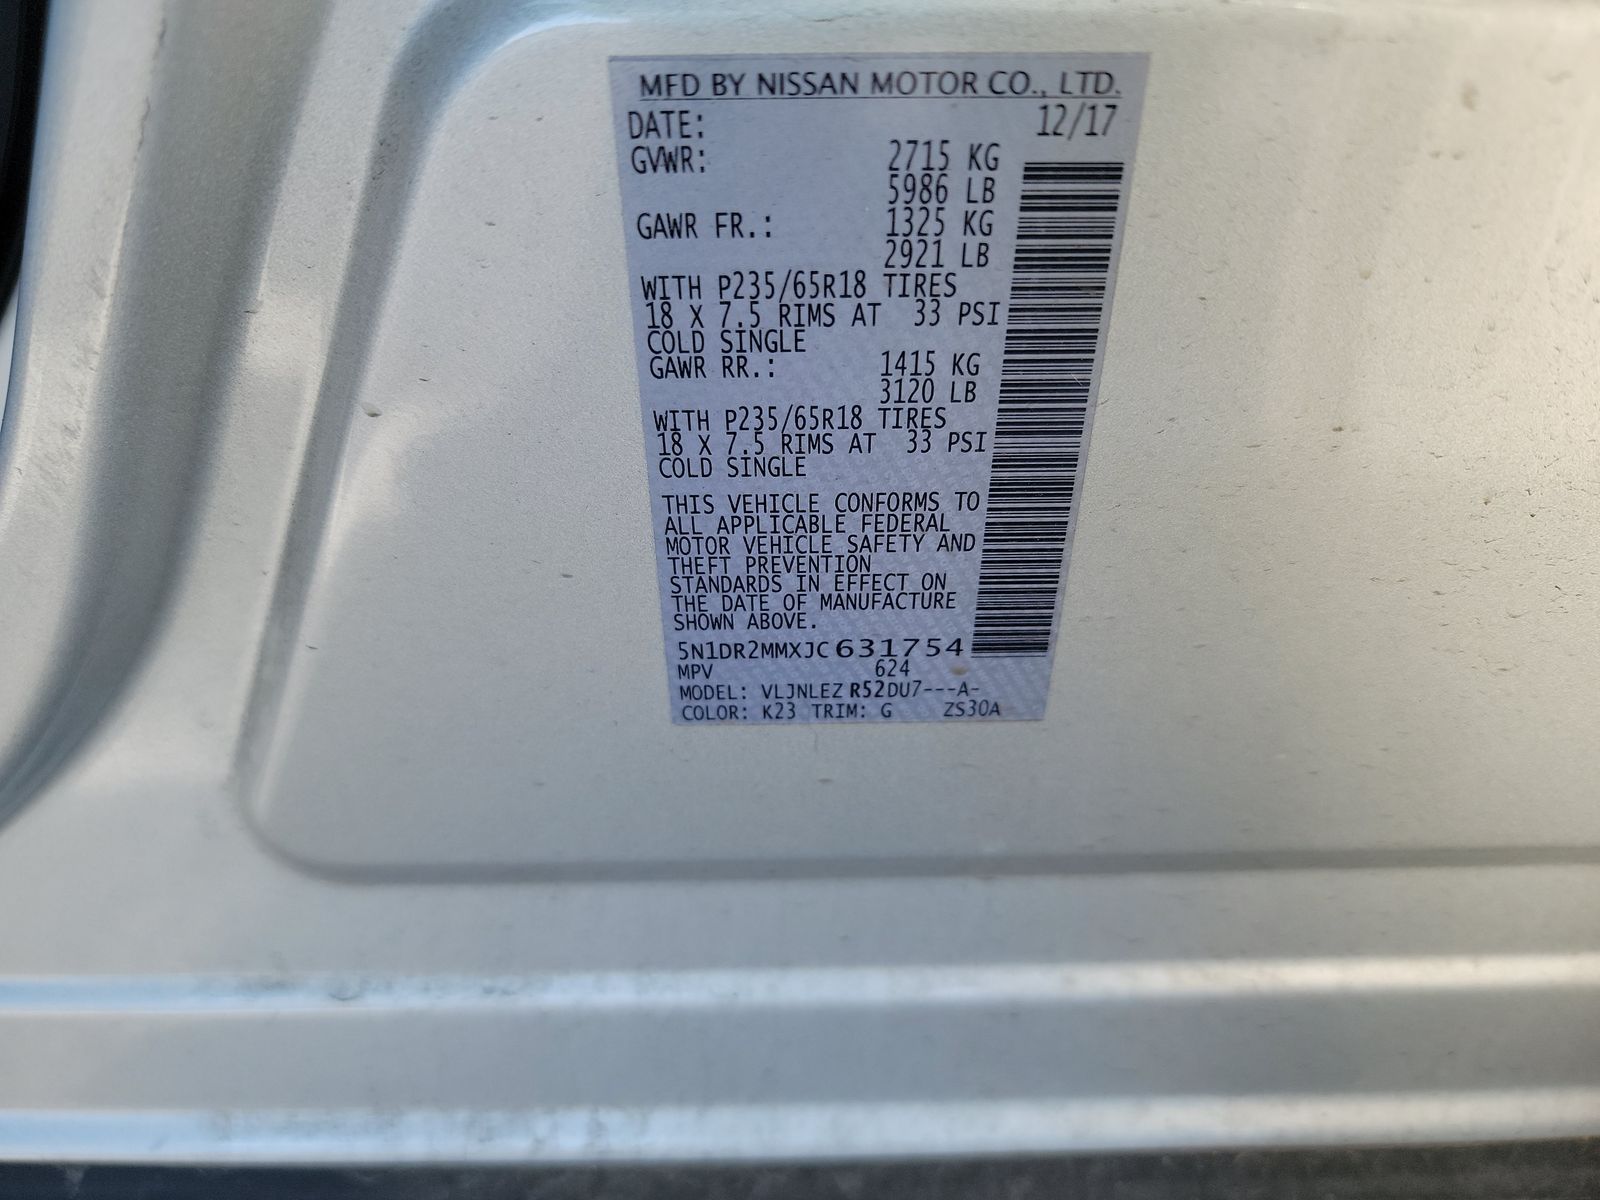 MFD BY NISSAN MOTOR CO., LTD.
DATE: 12/17
GVWR: 2715 KG
5986 LB
GAWR FR.: 1325 KG
2921 LB
WITH P235/65R18 TIRES
18 X 7.5 RIMS AT 33 PSI
COLD SINGLE
GAWR RR.: 1415 KG
3120 LB
WITH P235/65R18 TIRES
18 X 7.5 RIMS AT 33 PSI
COLD SINGLE
THIS VEHICLE CONFORMS TO
ALL APPLICABLE FEDERAL
MOTOR VEHICLE SAFETY AND
THEFT PREVENTION
STANDARDS IN EFFECT ON
THE DATE OF MANUFACTURE
SHOWN ABOVE.
5N1DR2MMXJC631754
MPV 624
MODEL: VLJNLEZ R52DU7---A-
COLOR: K23 TRIM: G ZS30A